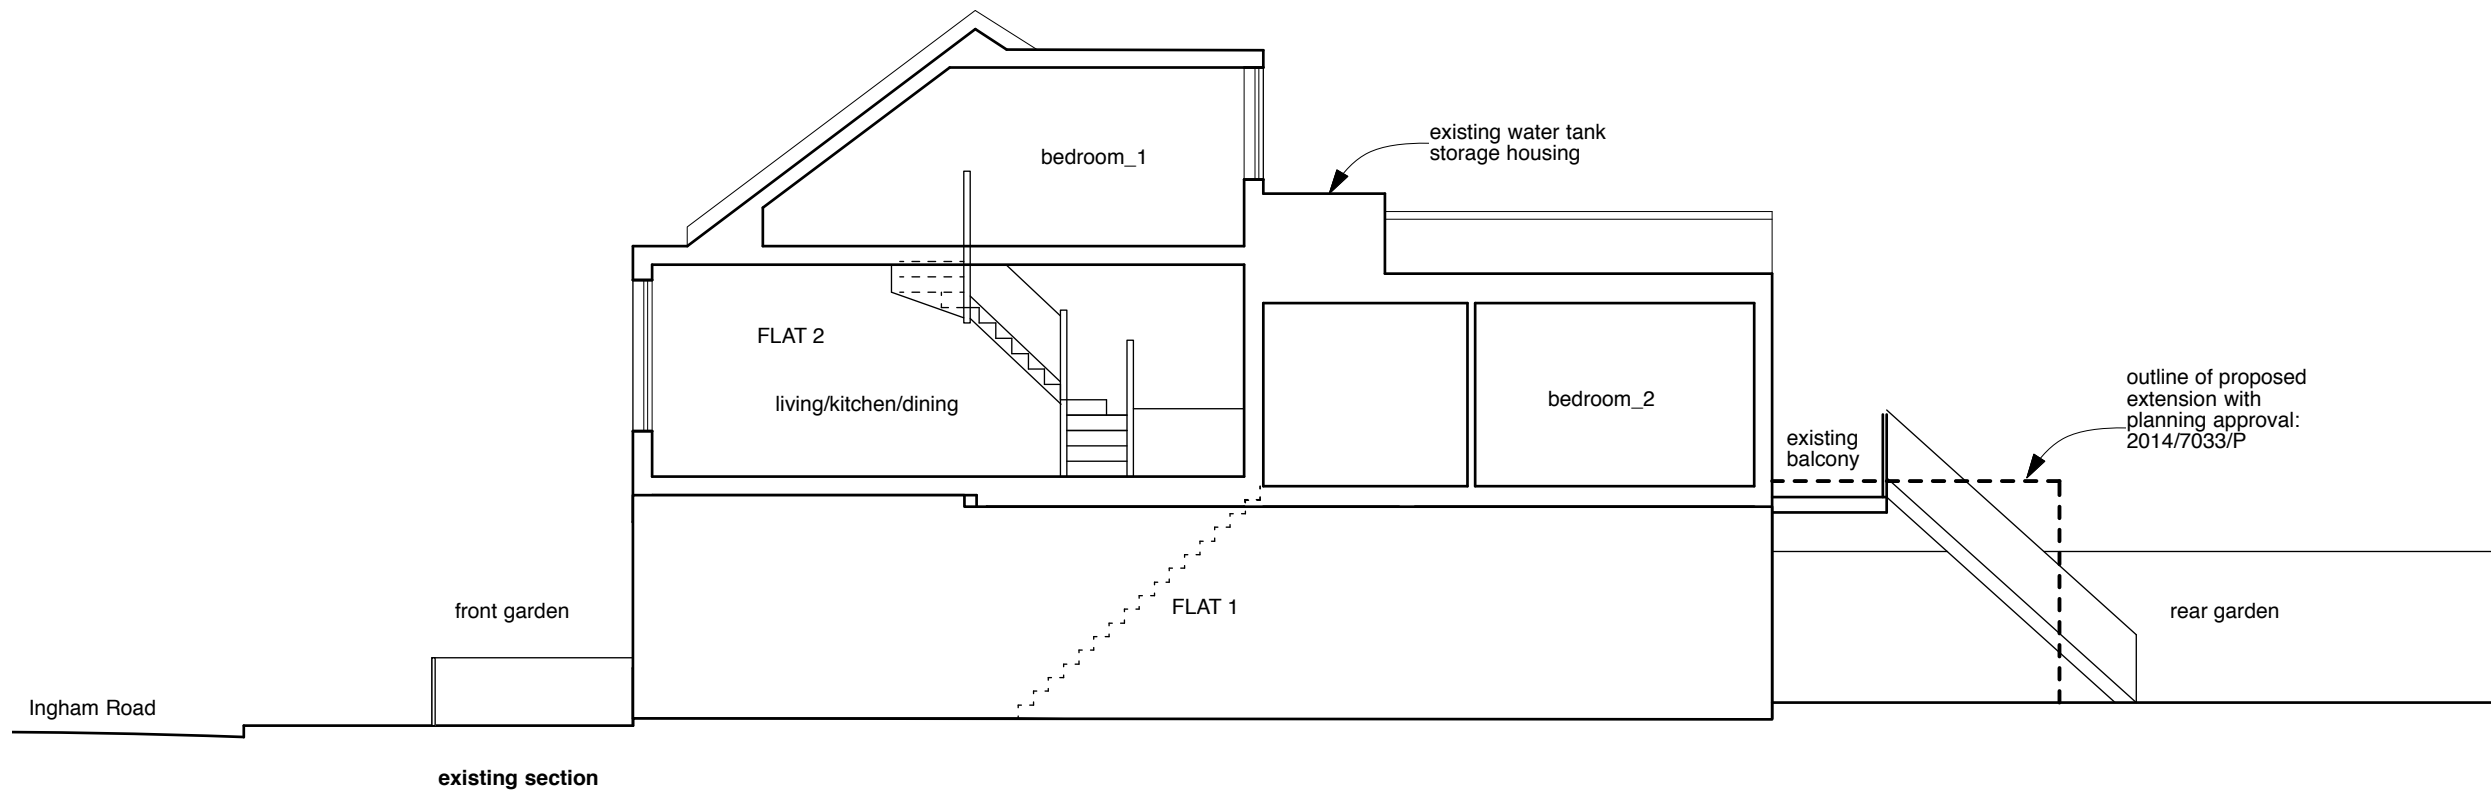 existing water tank
storage housing
bedroom_1
FLAT 2
living/kitchen/dining
bedroom_2
outline of proposed
extension with
planning approval:
2014/7033/P
existing
balcony
front garden
FLAT 1
rear garden
Ingham Road
existing section